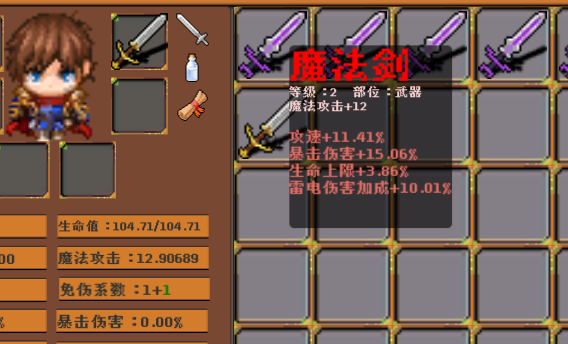 魔法剑
等级：2 部位：武器
魔法攻击+12
攻速+11.41%
暴击伤害+15.06%
生命上限+3.86%
雷电伤害加成+10.01%
生命值：104.71/104.71
00 魔法攻击：12.90689
免伤系数：1+1
% 暴击伤害：0.00%